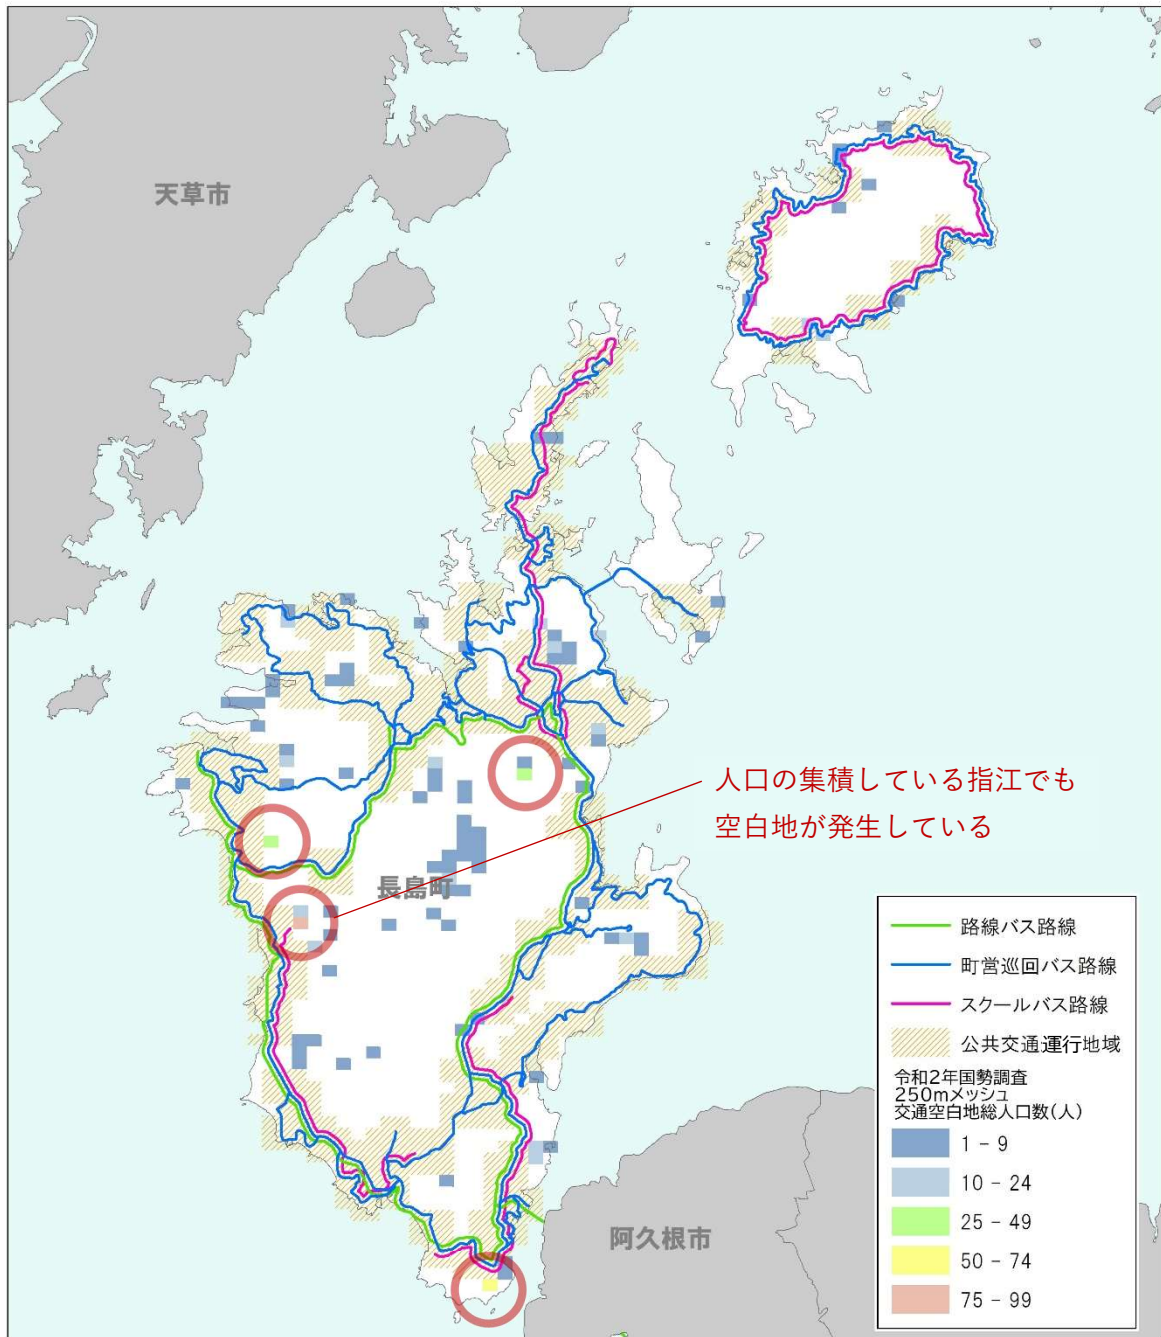 天草市
人口の集積している指江でも
空白地が発生している
長島町
阿久根市
路線バス路線
町営巡回バス路線
スクールバス路線
公共交通運行地域
令和2年国勢調査
250mメッシュ
交通空白地総人口数(人)
1 - 9
10 - 24
25 - 49
50 - 74
75 - 99